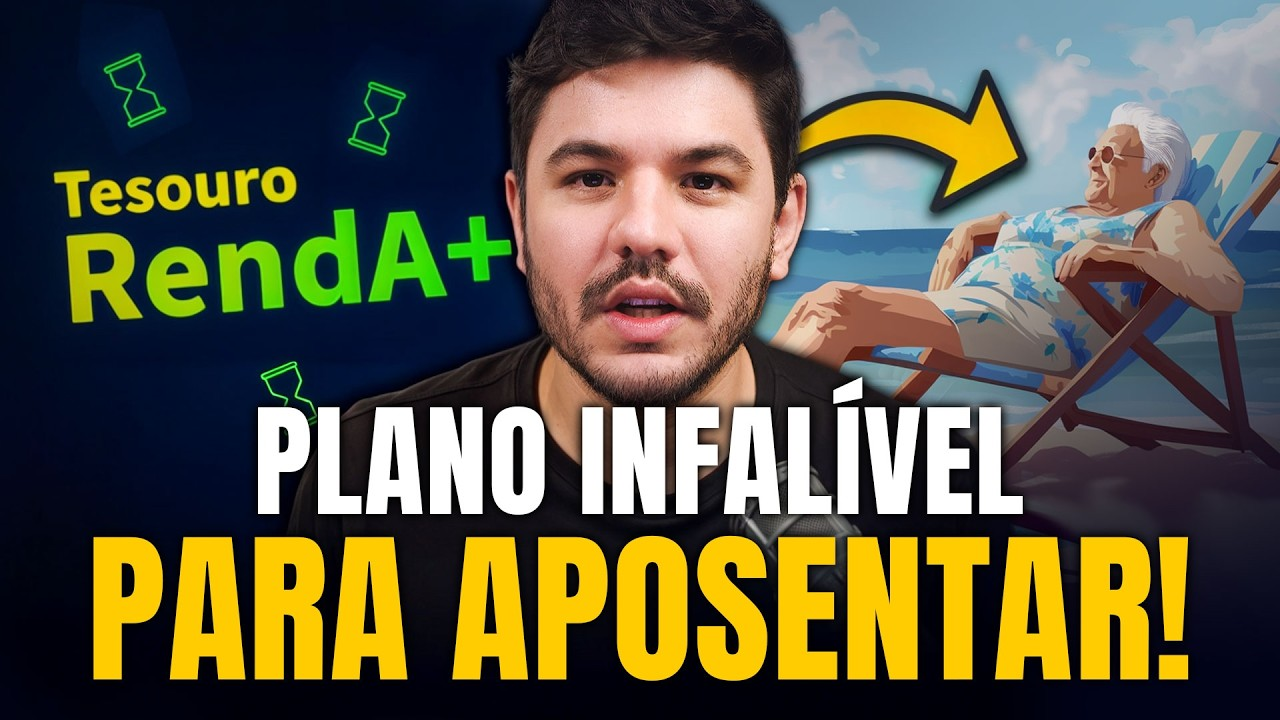 Tesouro
RendA+
PLANO INFALÍVEL
PARA APOSENTAR!